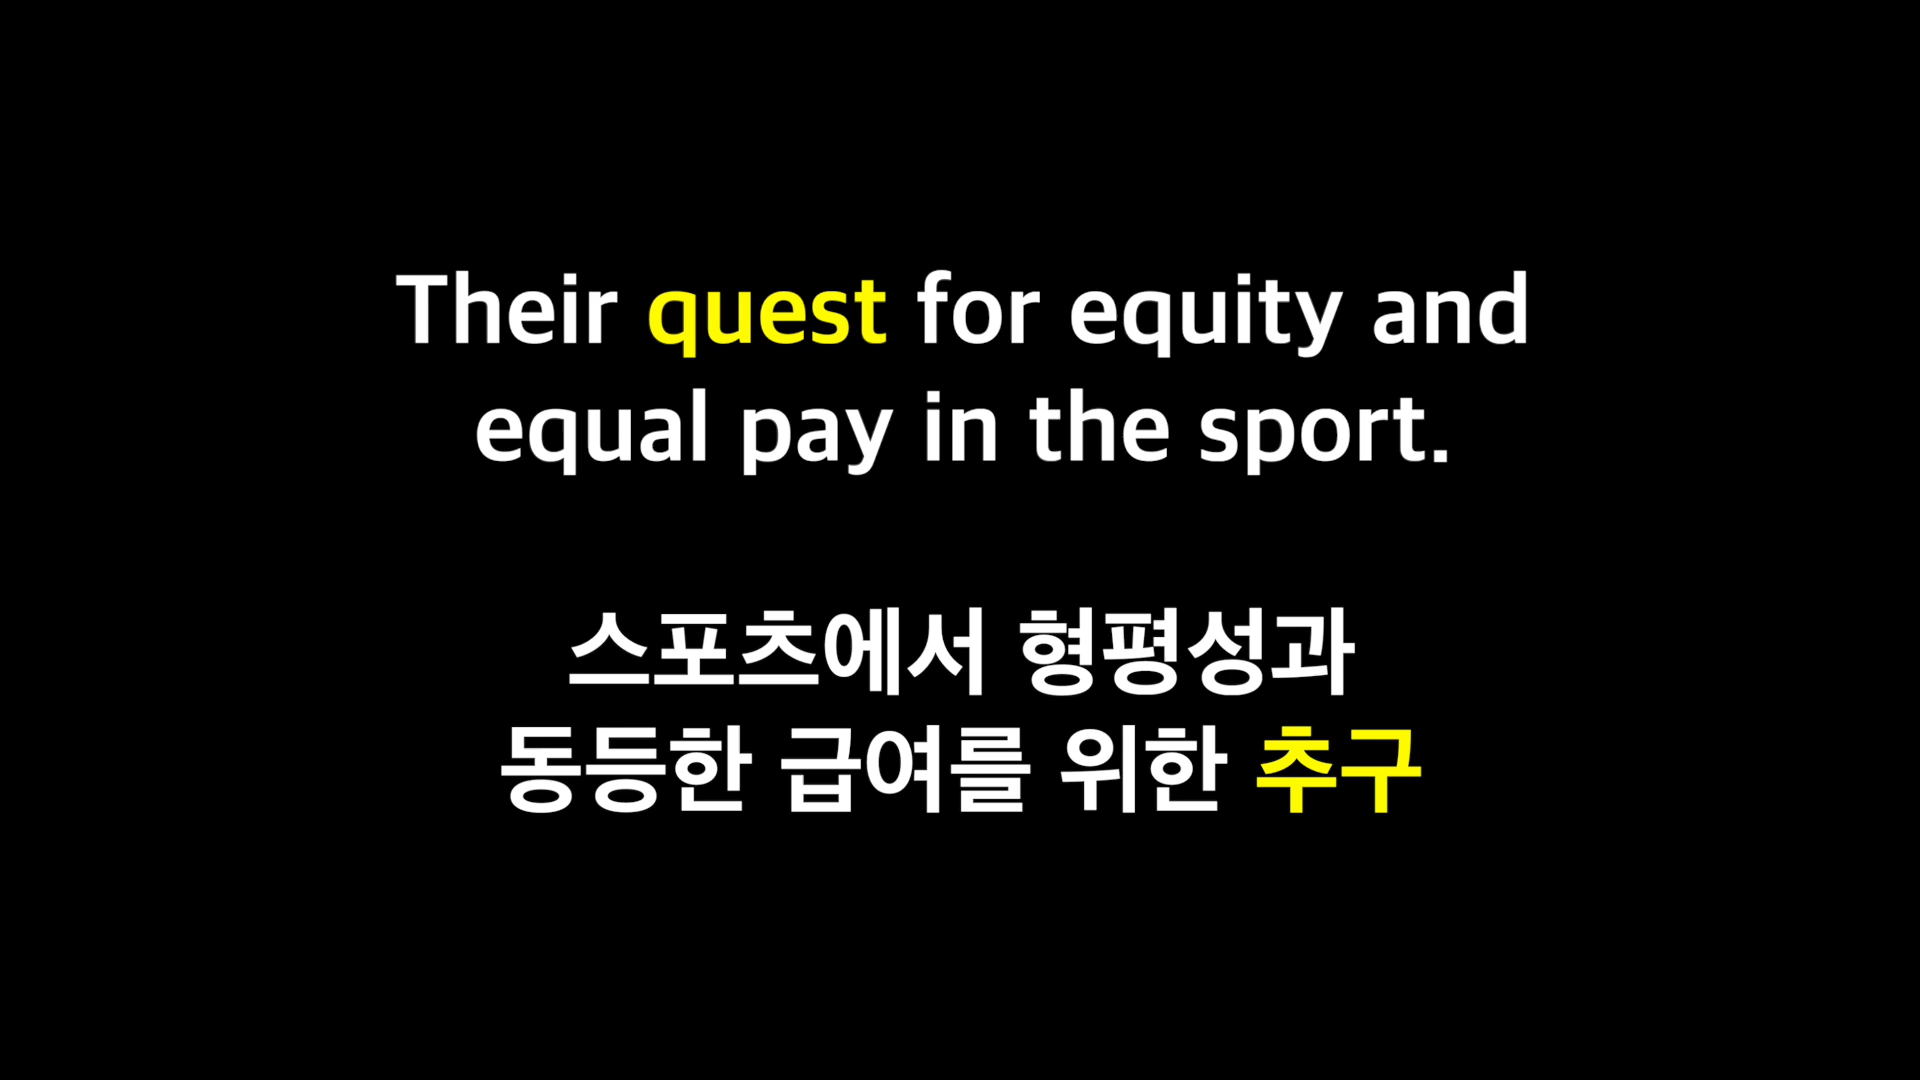 Their quest for equity and
equal pay in the sport.
스포츠에서 형평성과
동등한 급여를 위한 추구